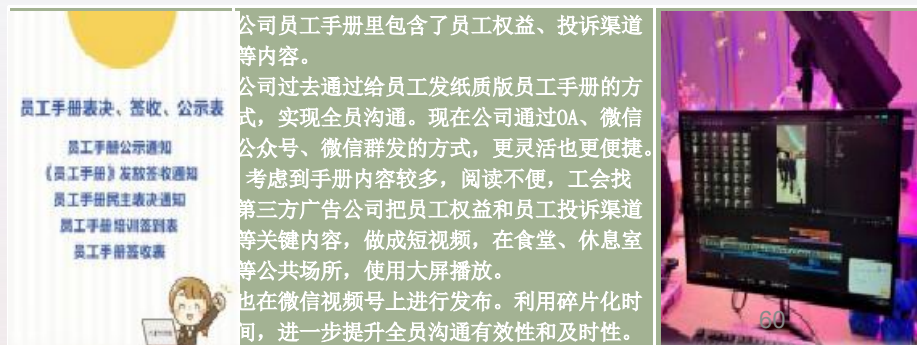 员工手册表决、签收、公示表
员工手册公示通知
《员工手册》发放签收通知
员工手册民主表决通知
员工手册培训签到表
员工手册签收表
公司员工手册里包含了员工权益、投诉渠道
等内容。
公司过去通过给员工发纸质版员工手册的方
式，实现全员沟通。现在公司通过OA、微信
公众号、微信群发的方式，更灵活也更便捷。
考虑到手册内容较多，阅读不便，工会找
第三方广告公司把员工权益和员工投诉渠道
等关键内容，做成短视频，在食堂、休息室
等公共场所，使用大屏播放。
也在微信视频号上进行发布。利用碎片化时
间，进一步提升全员沟通有效性和及时性。
60